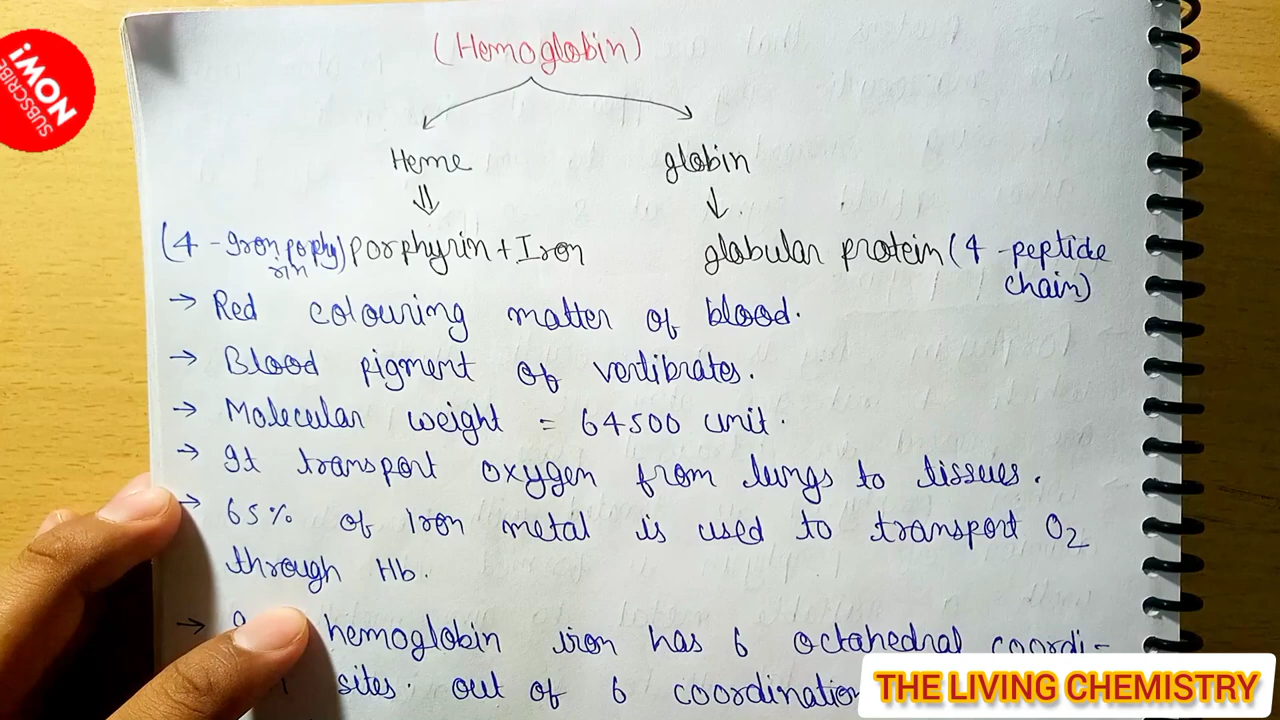 (Hemoglobin)
Heme globin
(4 - Iron porphy rin) Porphyrin + Iron globular protein (4 - peptide chain)
→ Red colouring matter of blood.
→ Blood pigment of vertibrates.
→ Molecular weight = 64500 unit.
→ It transport oxygen from lungs to tissues.
→ 65% of Iron metal is used to transport O2
through Hb.
→ hemoglobin iron has 6 octahedral coordi-
sites. out of 6 coordination
SUBSCRIBE
NOW!
THE LIVING CHEMISTRY